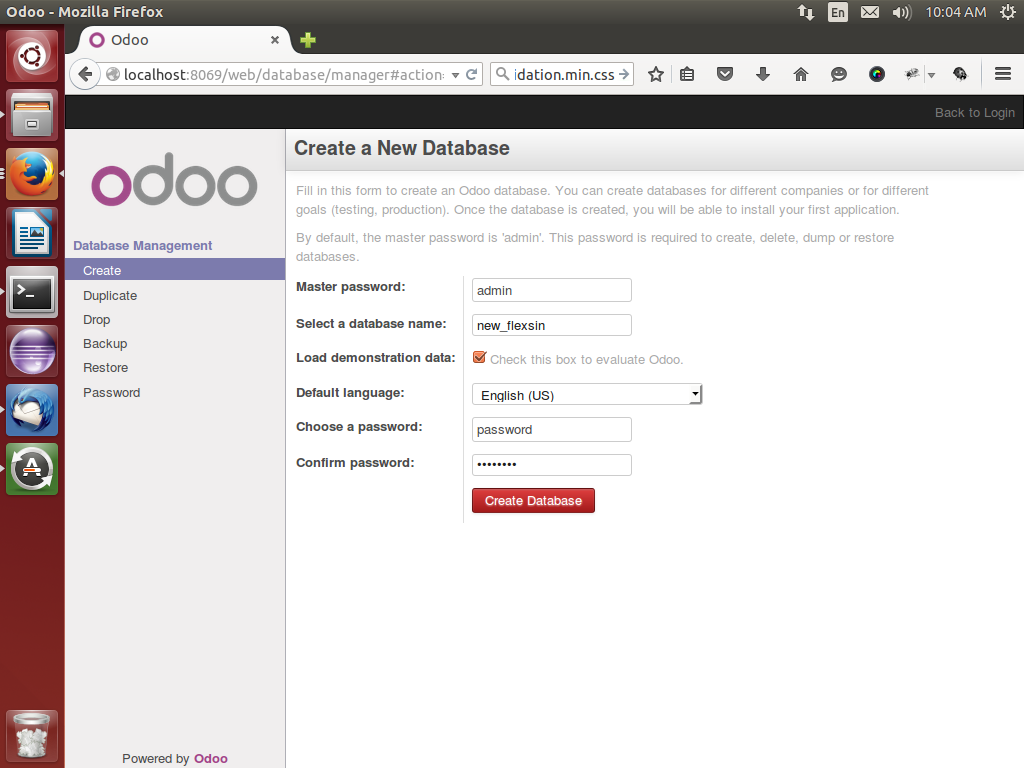 Odoo - Mozilla Firefox
En
10:04 AM
Odoo
localhost:8069/web/database/manager#action:
idation.min.css
Back to Login
odoo
Create a New Database
Fill in this form to create an Odoo database. You can create databases for different companies or for different
goals (testing, production). Once the database is created, you will be able to install your first application.
By default, the master password is 'admin'. This password is required to create, delete, dump or restore
databases.
Database Management
Create
Duplicate
Drop
Backup
Restore
Password
Master password: admin
Select a database name: new_flexsin
Load demonstration data: Check this box to evaluate Odoo.
Default language: English (US)
Choose a password: password
Confirm password: ••••••••
Create Database
Powered by Odoo